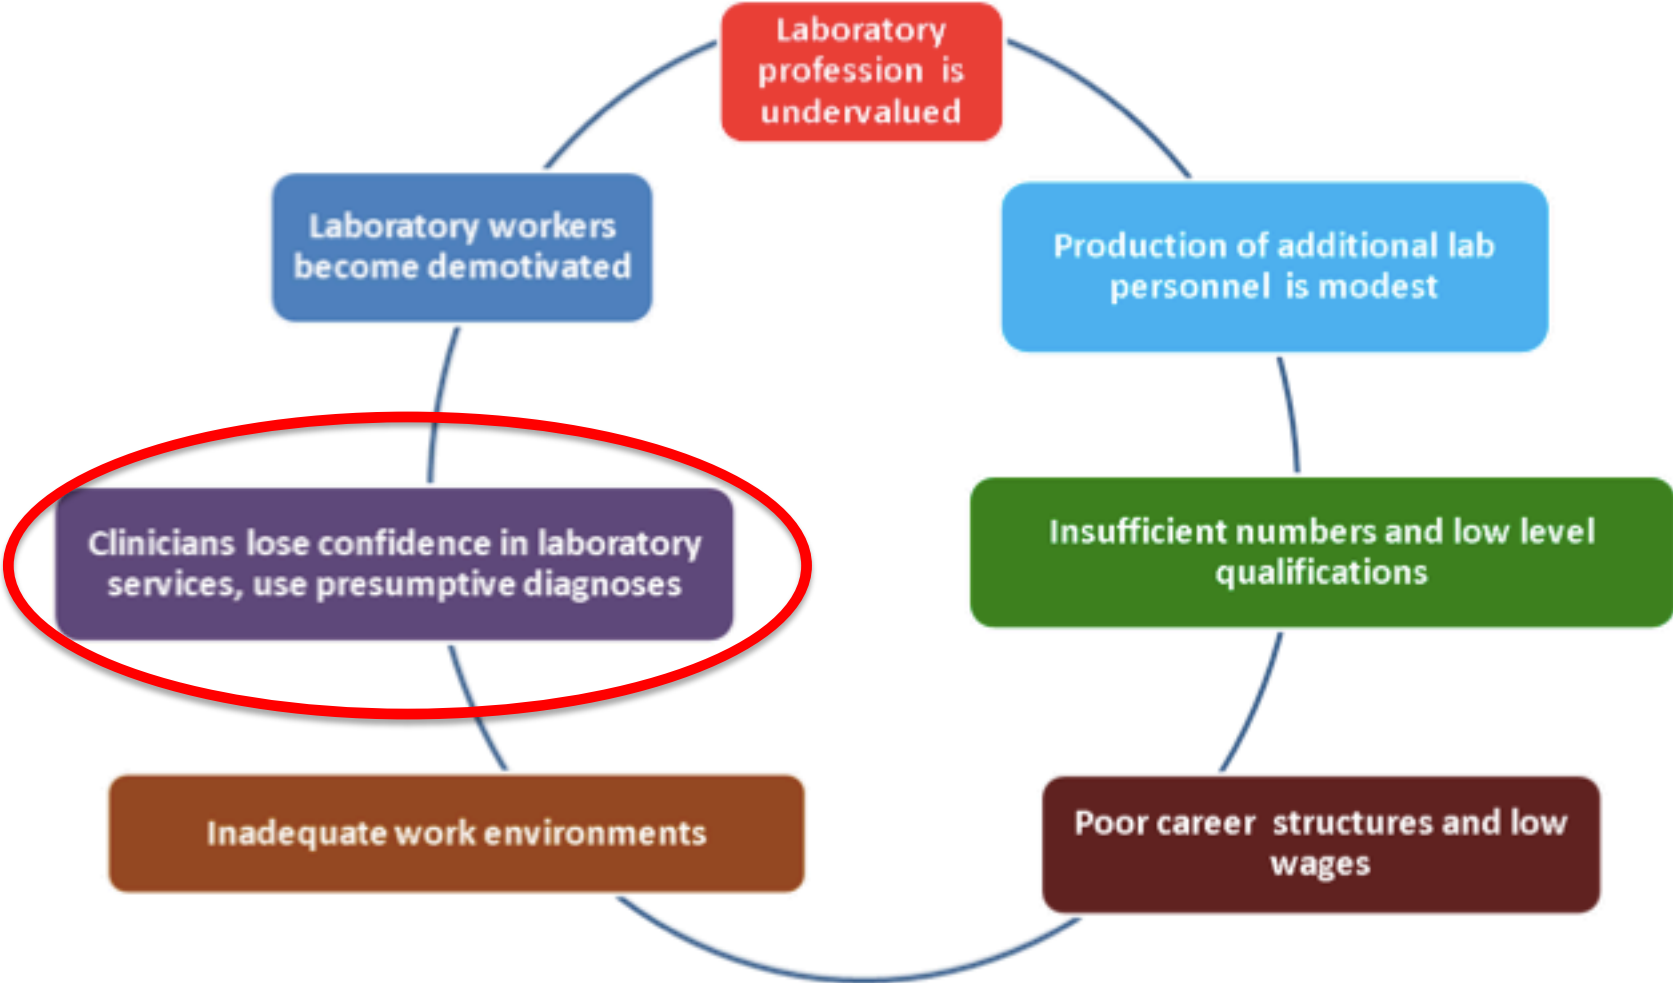 Laboratory
profession is
undervalued
Laboratory workers
become demotivated
Production of additional lab
personnel is modest
Clinicians lose confidence in laboratory
services, use presumptive diagnoses
Insufficient numbers and low level
qualifications
Inadequate work environments
Poor career structures and low
wages